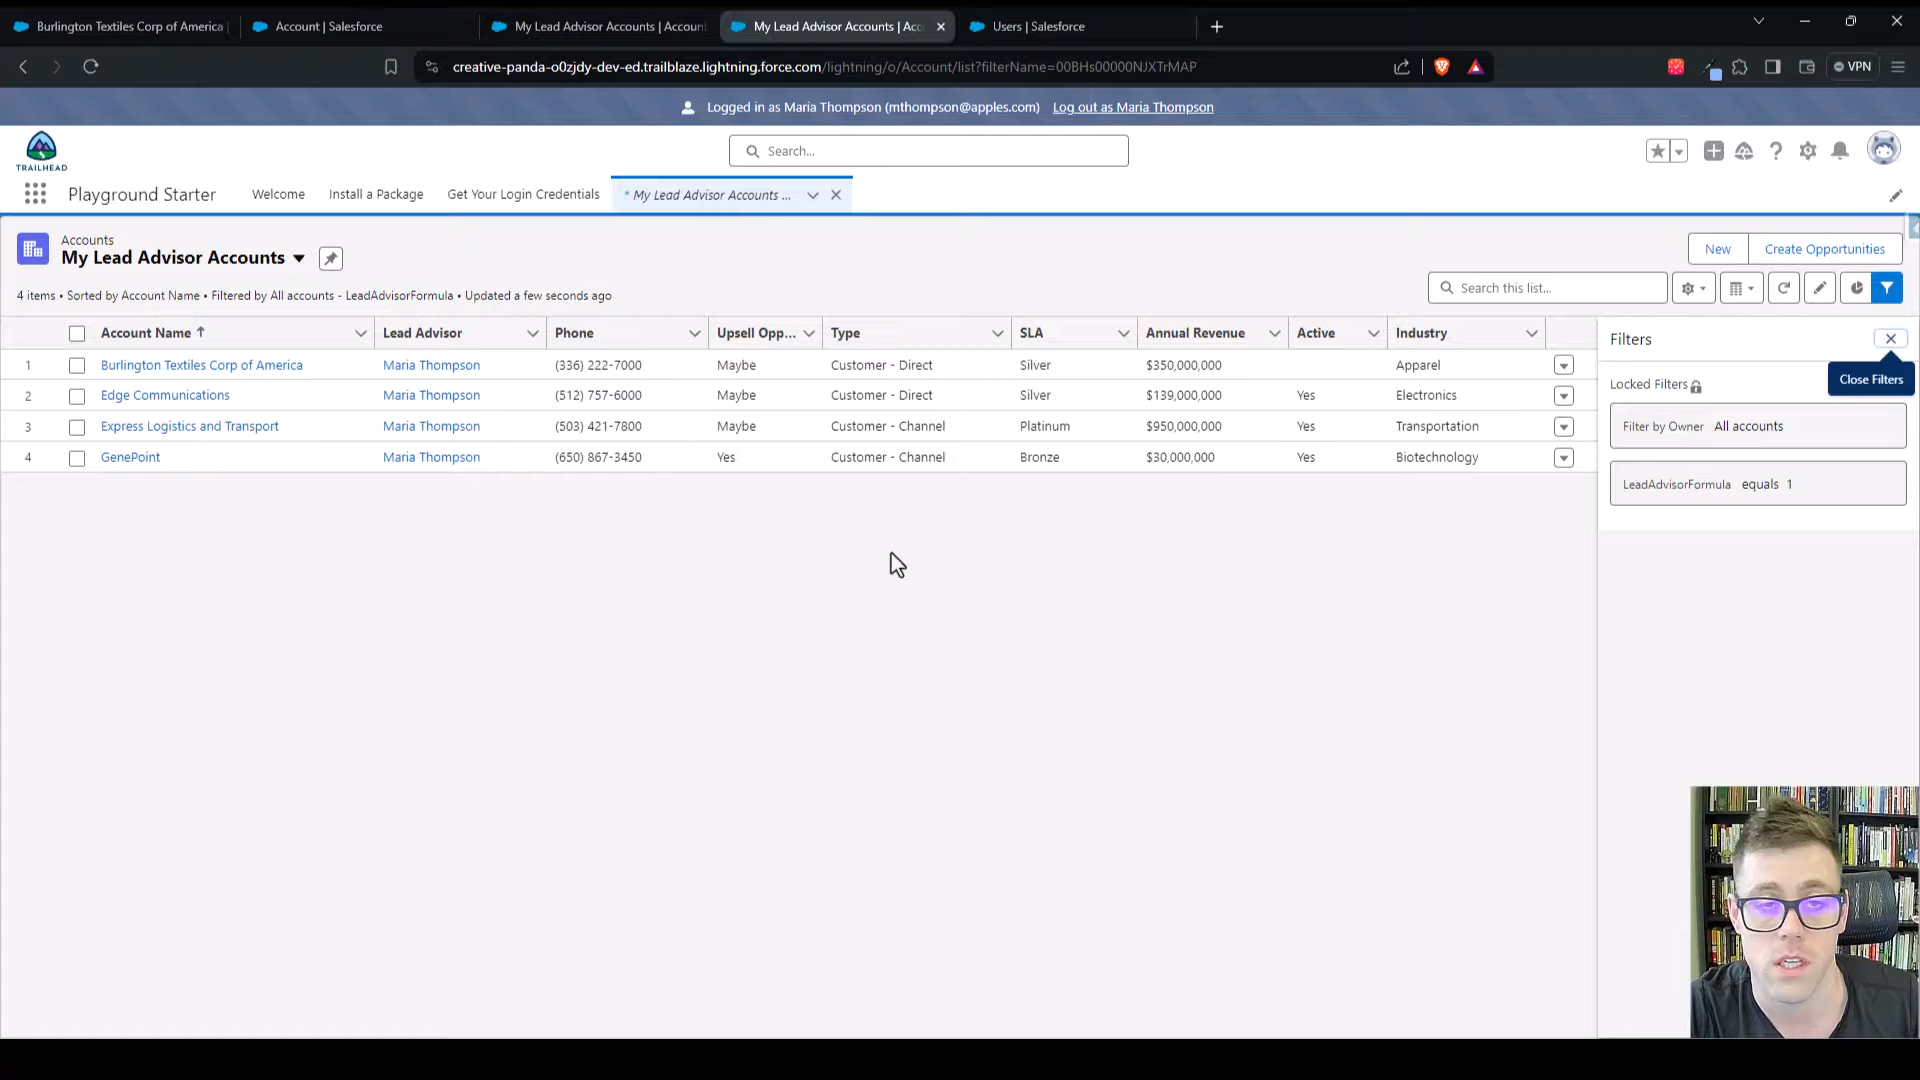 Burlington Textiles Corp of America |
Account | Salesforce
My Lead Advisor Accounts | Accoun
My Lead Advisor Accounts | Acc
Users | Salesforce
creative-panda-o0zjdy-dev-ed.trailblaze.lightning.force.com/lightning/o/Account/list?filterName=00BHs00000NJXTrMAP
VPN
Logged in as Maria Thompson (mthompson@apples.com) Log out as Maria Thompson
TRAILHEAD
Search...
Playground Starter
Welcome
Install a Package
Get Your Login Credentials
* My Lead Advisor Accounts ...
Accounts
My Lead Advisor Accounts
New
Create Opportunities
4 items • Sorted by Account Name • Filtered by All accounts - LeadAdvisorFormula • Updated a few seconds ago
Search this list...
Account Name Lead Advisor Phone Upsell Opp... Type SLA Annual Revenue Active Industry
1 Burlington Textiles Corp of America Maria Thompson (336) 222-7000 Maybe Customer - Direct Silver $350,000,000 Apparel
2 Edge Communications Maria Thompson (512) 757-6000 Maybe Customer - Direct Silver $139,000,000 Yes Electronics
3 Express Logistics and Transport Maria Thompson (503) 421-7800 Maybe Customer - Channel Platinum $950,000,000 Yes Transportation
4 GenePoint Maria Thompson (650) 867-3450 Yes Customer - Channel Bronze $30,000,000 Yes Biotechnology
Filters
Close Filters
Locked Filters
Filter by Owner All accounts
LeadAdvisorFormula equals 1